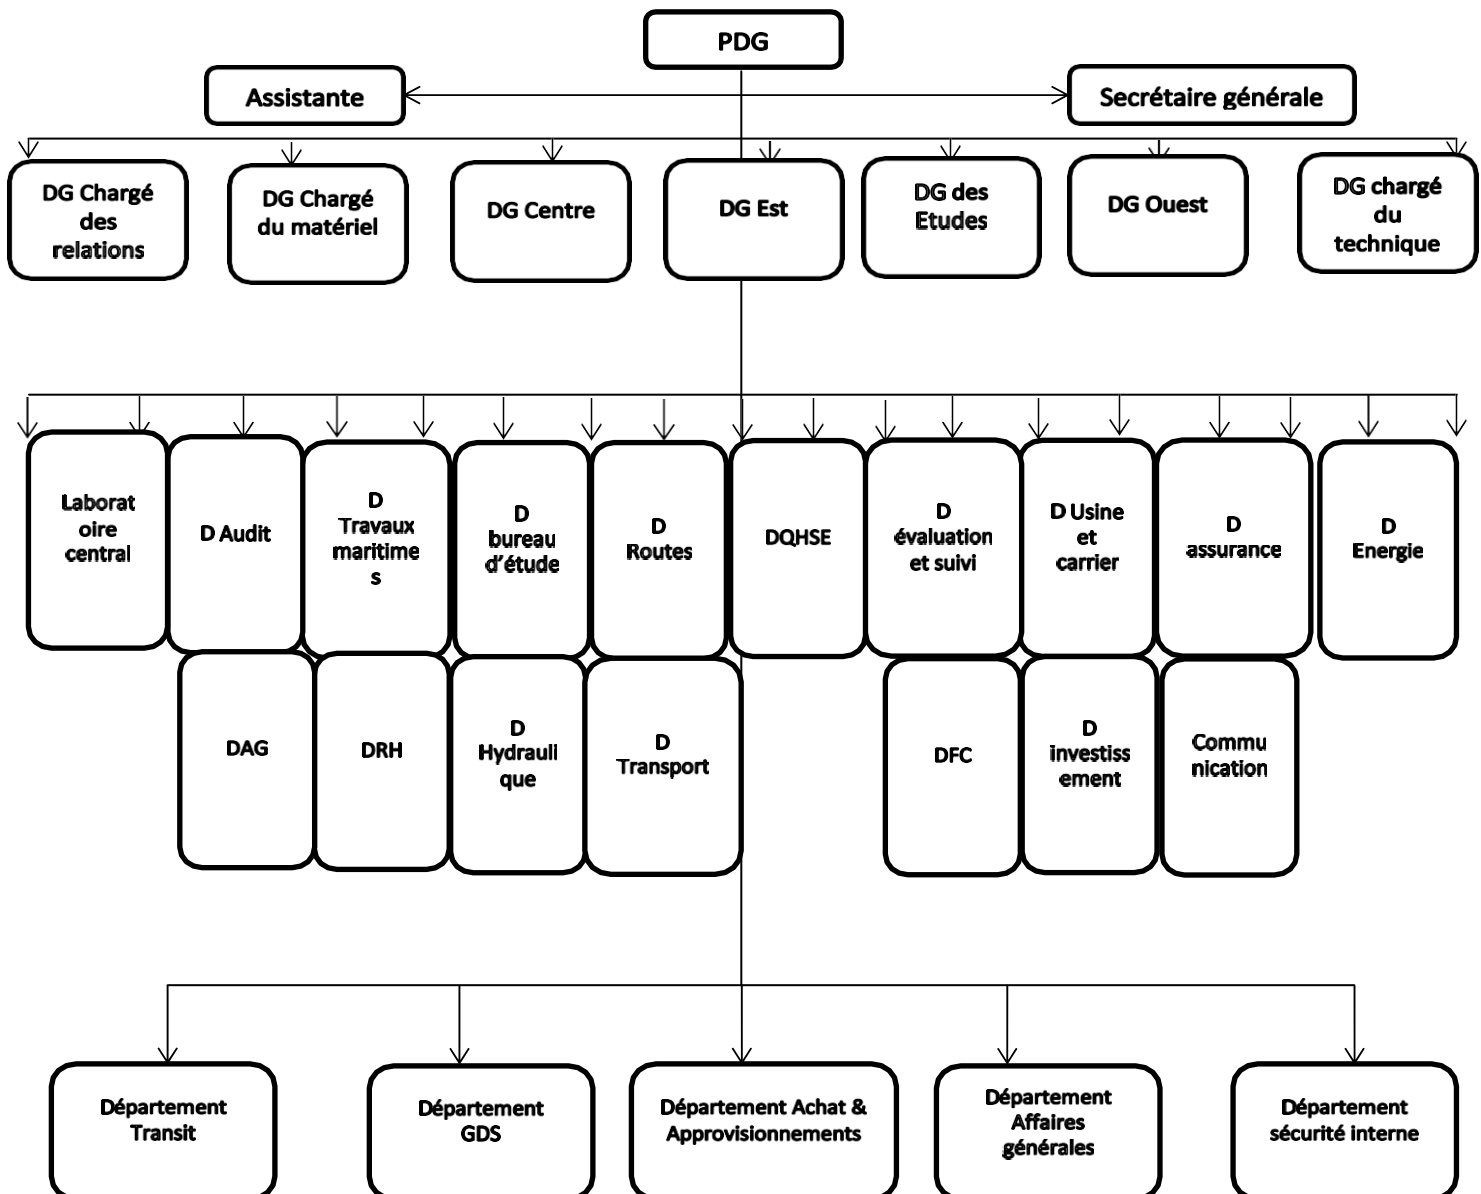 PDG
Assistante
Secrétaire générale
DG Chargé
des
relations
DG Chargé
du matériel
DG Centre
DG Est
DG des
Etudes
DG Ouest
DG chargé
du
technique
Laborat
oire
central
D Audit
D
Travaux
maritime
s
D
bureau
d'étude
D
Routes
DQHSE
D
évaluation
et suivi
D Usine
et
carrier
D
assurance
D
Energie
DAG
DRH
D
Hydrauli
que
D
Transport
DFC
D
investiss
ement
Commu
nication
Département
Transit
Département
GDS
Département Achat &
Approvisionnements
Département
Affaires
générales
Département
sécurité interne